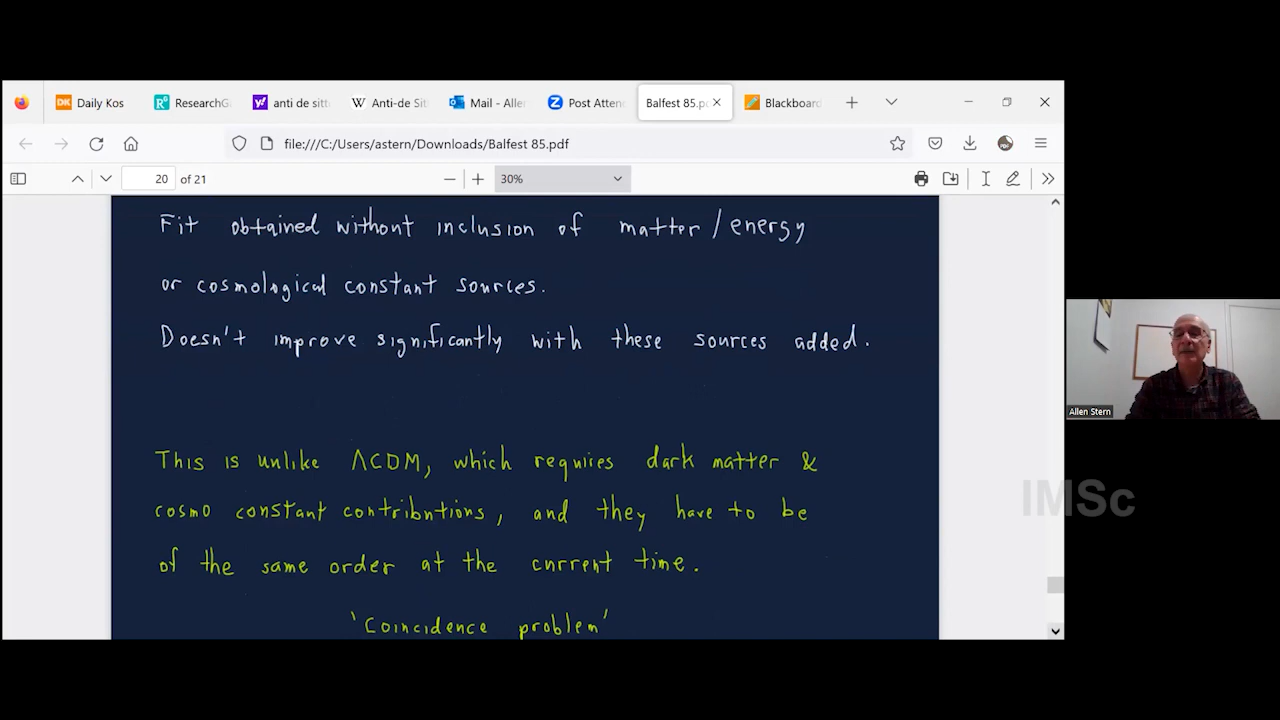 Daily Kos
ResearchG
anti de sitt
Anti-de Sit
Mail - Alle
Post Atten
Balfest 85.p
Blackboard
file:///C:/Users/astern/Downloads/Balfest 85.pdf
20 of 21
30%
Fit obtained without inclusion of matter/energy
or cosmological constant sources.
Doesn't improve significantly with these sources added.
This is unlike ΛCDM, which requires dark matter &
cosmo constant contributions, and they have to be
of the same order at the current time.
'Coincidence problem'
Allen Stern
IMSc